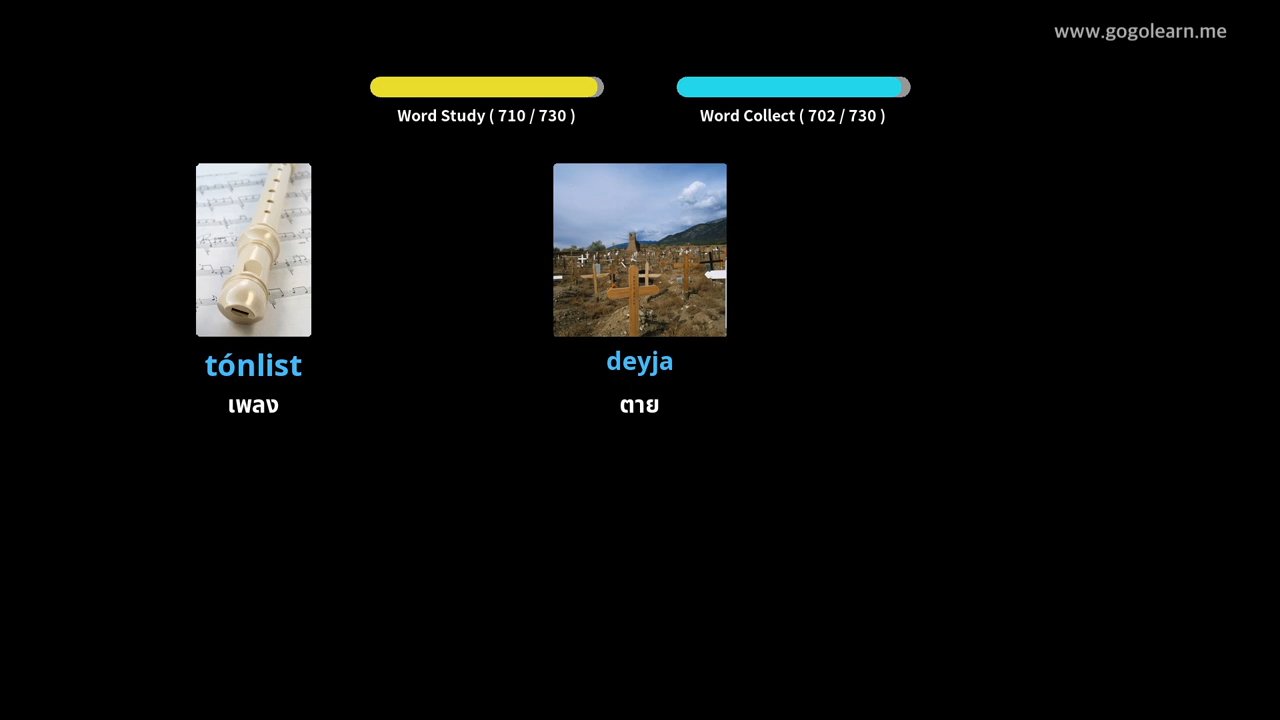 www.gogolearn.me
Word Study ( 710 / 730 )
Word Collect ( 702 / 730 )
tónlist
deyja
เพลง
ตาย